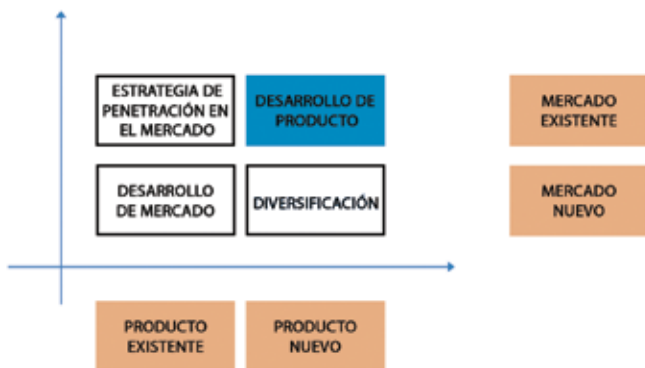 ESTRATEGIA DE
PENETRACIÓN EN
EL MERCADO
DESARROLLO DE
PRODUCTO
MERCADO
EXISTENTE
DESARROLLO
DE MERCADO
DIVERSIFICACIÓN
MERCADO
NUEVO
PRODUCTO
EXISTENTE
PRODUCTO
NUEVO